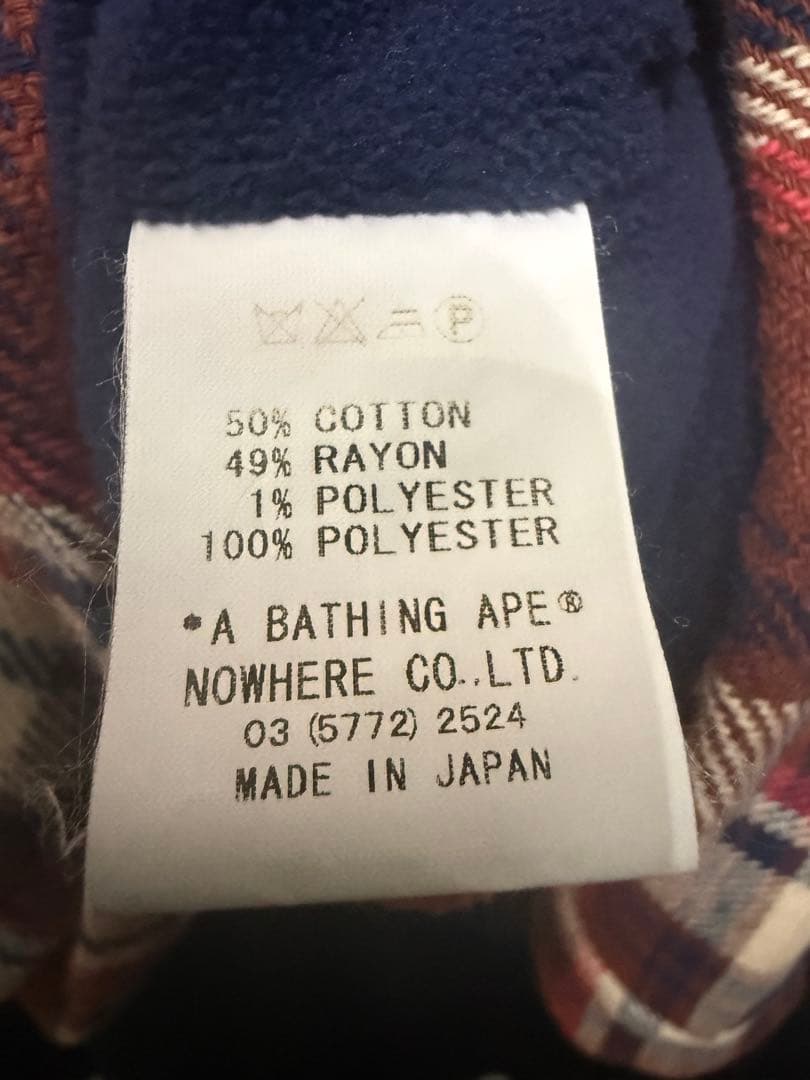 P
50% COTTON
49% RAYON
1% POLYESTER
100% POLYESTER
*A BATHING APE®
NOWHERE CO.,LTD.
03 (5772) 2524
MADE IN JAPAN